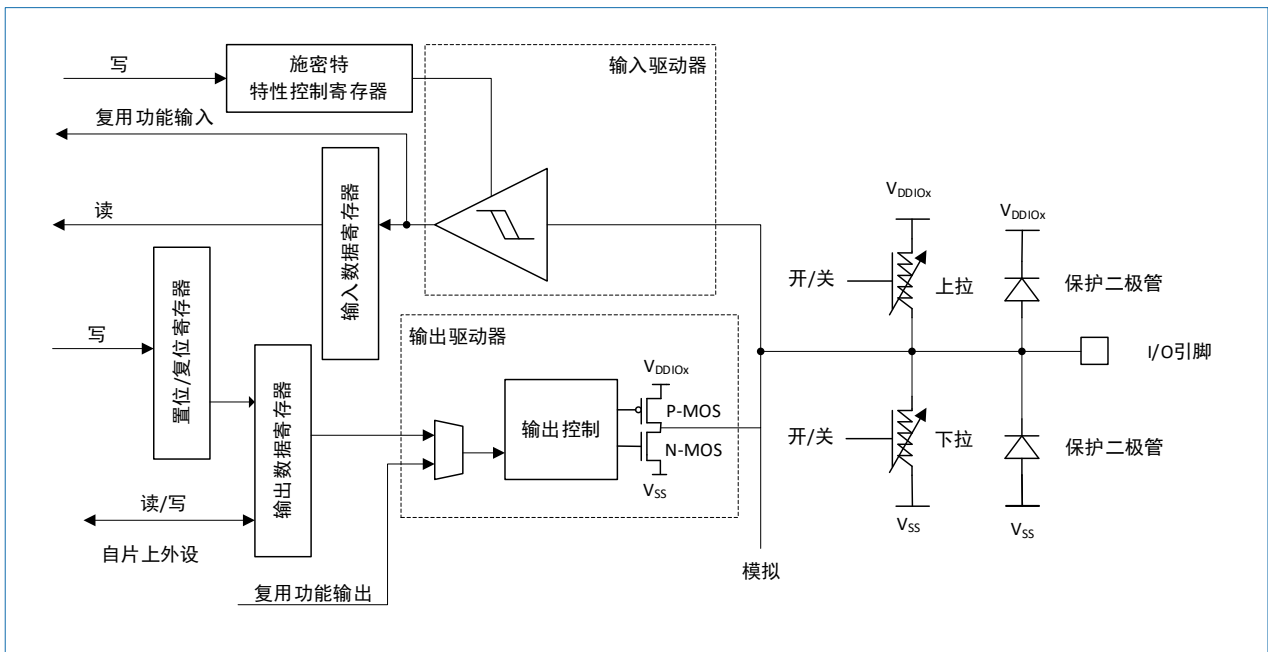 写
施密特
特性控制寄存器
输入驱动器
复用功能输入
读
输入数据寄存器
V_DDIOx
V_DDIOx
开/关
上拉
保护二极管
写
置位/复位寄存器
输出数据寄存器
输出驱动器
V_DDIOx
P-MOS
输出控制
N-MOS
V_SS
I/O引脚
开/关
下拉
保护二极管
V_SS
V_SS
读/写
自片上外设
复用功能输出
模拟